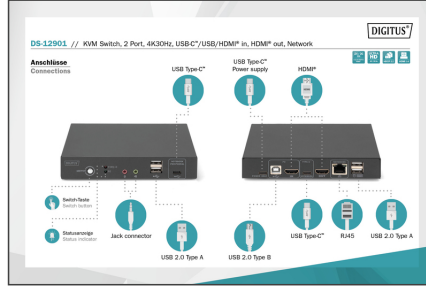 DIGITUS®
DS-12901 // KVM Switch, 2 Port, 4K30Hz, USB-C™/USB/HDMI® in, HDMI® out, Network
Anschlüsse
Connections
USB Type-C™
USB Type-C™
Power supply
HDMI®
Switch-Taste
Switch button
Statusanzeige
Status indicator
Jack connector
USB 2.0 Type A
USB 2.0 Type B
USB Type-C™
RJ45
USB 2.0 Type A